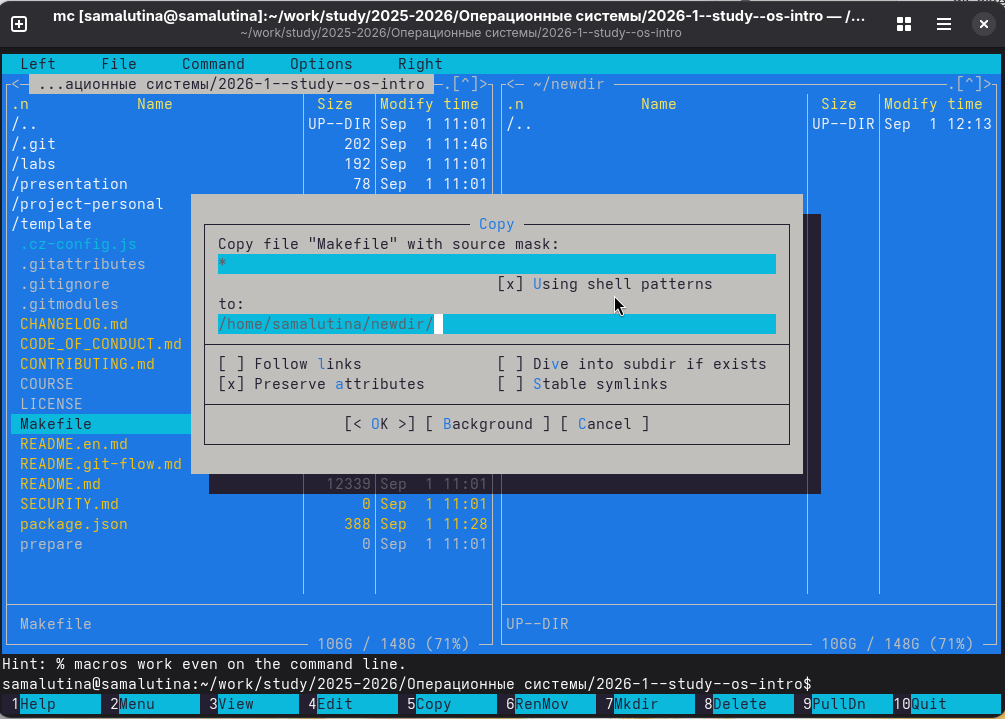 mc [samalutina@samalutina]:~/work/study/2025-2026/Операционные системы/2026-1--study--os-intro — /...
~/work/study/2025-2026/Операционные системы/2026-1--study--os-intro
Left File Command Options Right
<— ...ационные системы/2026-1--study--os-intro —.[^]> <— ~/newdir —.[^]>
.n Name Size Modify time .n Name Size Modify time
/.. UP--DIR Sep 1 11:01 /.. UP--DIR Sep 1 12:13
/.git 202 Sep 1 11:46
/labs 192 Sep 1 11:01
/presentation 78 Sep 1 11:01
/project-personal
/template
Copy
.cz-config.js Copy file "Makefile" with source mask:
.gitattributes *
.gitignore [x] Using shell patterns
.gitmodules to:
CHANGELOG.md /home/samalutina/newdir/
CODE_OF_CONDUCT.md
CONTRIBUTING.md [ ] Follow links [ ] Dive into subdir if exists
COURSE [x] Preserve attributes [ ] Stable symlinks
LICENSE
Makefile [< OK >] [ Background ] [ Cancel ]
README.en.md
README.git-flow.md
README.md 12339 Sep 1 11:01
SECURITY.md 0 Sep 1 11:01
package.json 388 Sep 1 11:28
prepare 0 Sep 1 11:01
Makefile UP--DIR
106G / 148G (71%) 106G / 148G (71%)
Hint: % macros work even on the command line.
samalutina@samalutina:~/work/study/2025-2026/Операционные системы/2026-1--study--os-intro$
1Help 2Menu 3View 4Edit 5Copy 6RenMov 7Mkdir 8Delete 9PullDn 10Quit